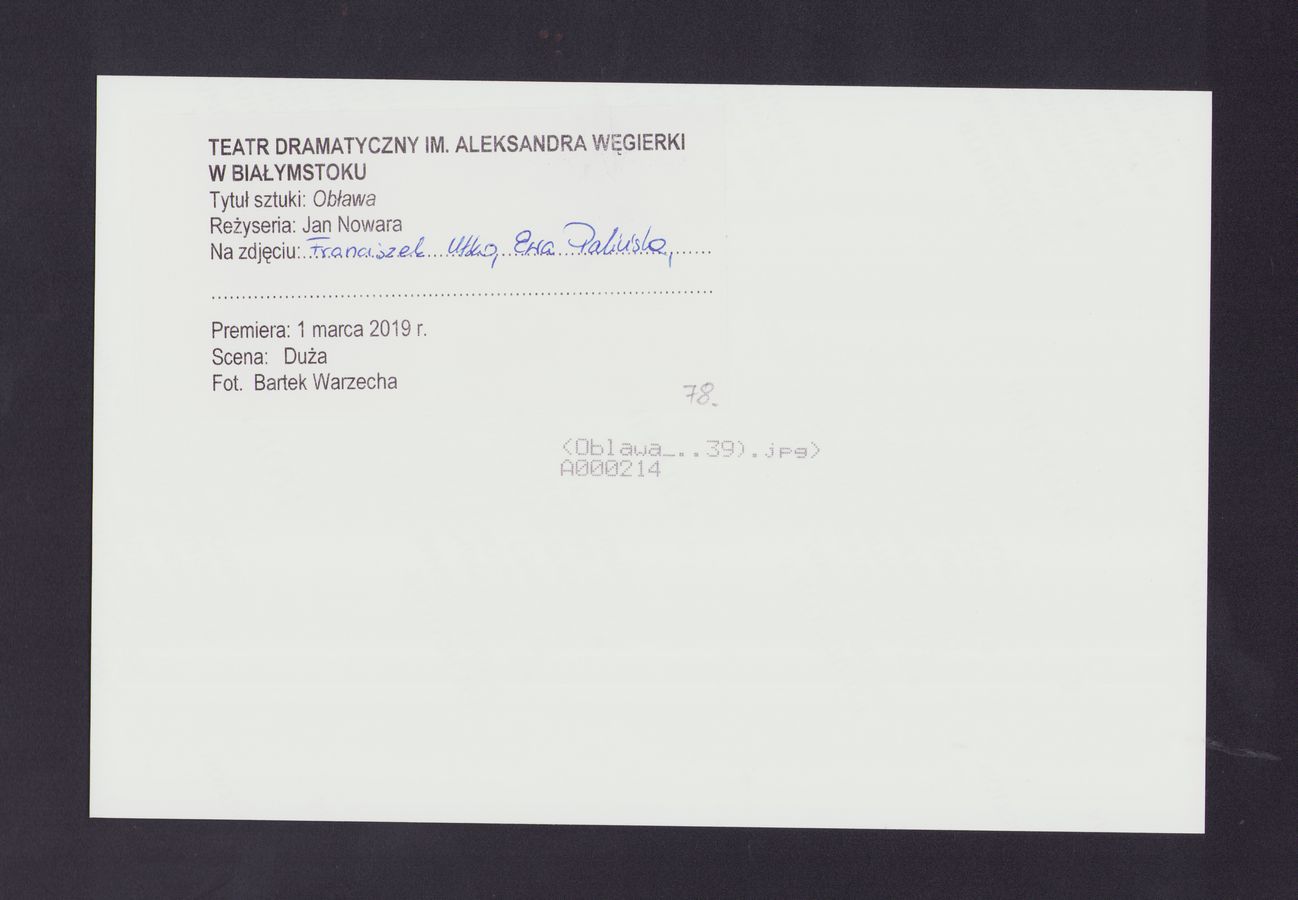 TEATR DRAMATYCZNY IM. ALEKSANDRA WĘGIERKI
W BIAŁYMSTOKU
Tytuł sztuki: Obława
Reżyseria: Jan Nowara
Na zdjęciu: Franciszek Utko, Ewa Palińska,
Premiera: 1 marca 2019 r.
Scena: Duża
Fot. Bartek Warzecha
78.
<Oblawa_..39).jpg>
A000214